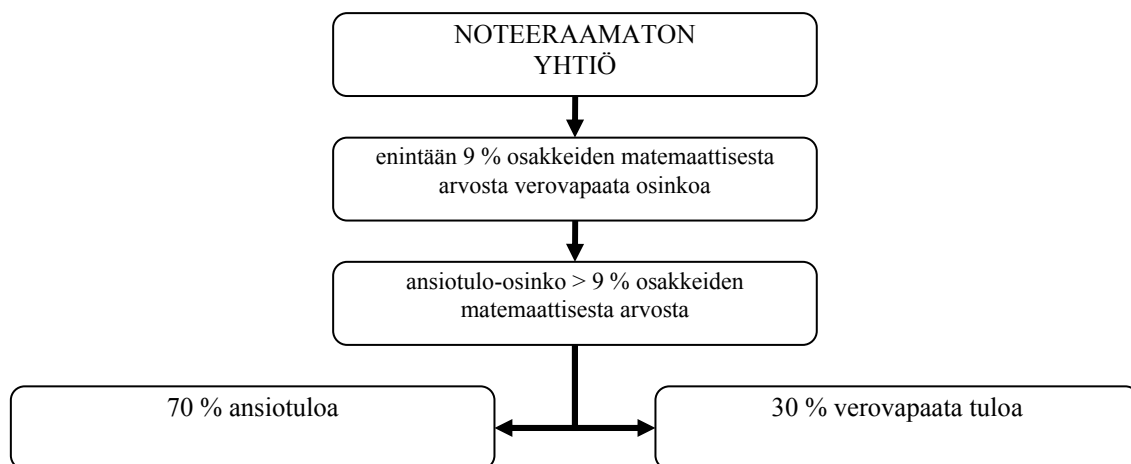 NOTEERAAMATON
YHTIÖ
enintään 9 % osakkeiden matemaattisesta
arvosta verovapaata osinkoa
ansiotulo-osinko > 9 % osakkeiden
matemaattisesta arvosta
70 % ansiotuloa
30 % verovapaata tuloa